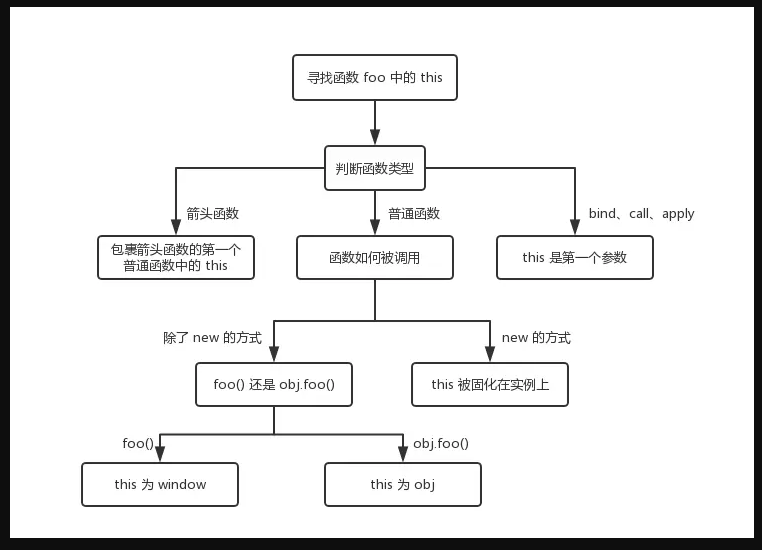 寻找函数 foo 中的 this
判断函数类型
箭头函数
普通函数
bind、call、apply
包裹箭头函数的第一个
普通函数中的 this
函数如何被调用
this 是第一个参数
除了 new 的方式
new 的方式
foo() 还是 obj.foo()
this 被固化在实例上
foo()
obj.foo()
this 为 window
this 为 obj